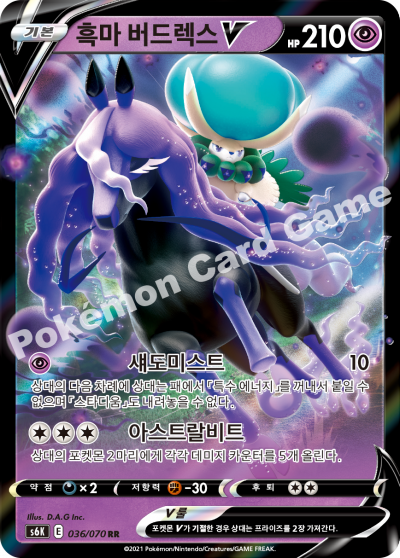 기본 흑마 버드렉스 V HP 210
Pokémon Card Game
섀도미스트 10
상대의 다음 차례에 상대는 패에서 「특수 에너지」를 꺼내서 붙일 수
없으며 「스타디움」도 내려놓을 수 없다.
아스트랄비트
상대의 포켓몬 2마리에게 각각 데미지 카운터를 5개 올린다.
약점 ×2 저항력 -30 후퇴
Illus. D.A.G Inc.
V룰
s6K E 036/070 RR
포켓몬 V가 기절한 경우 상대는 프라이즈를 2장 가져간다.
©2021 Pokémon/Nintendo/Creatures/GAME FREAK.